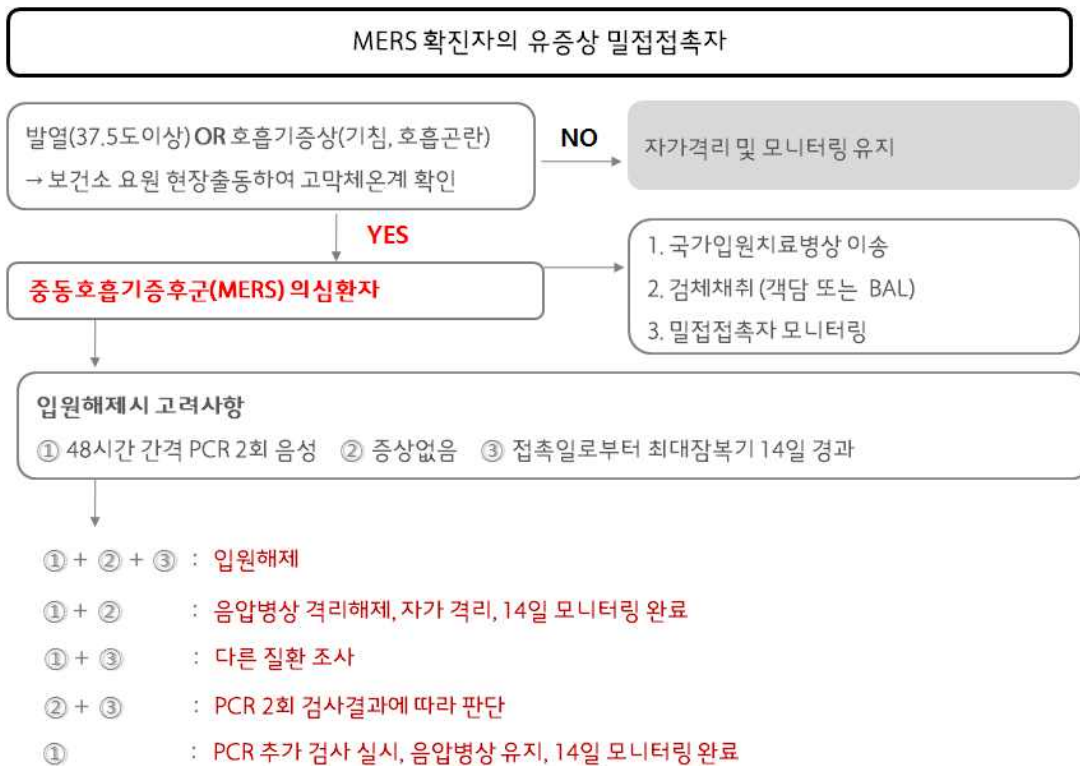 MERS 확진자의 유증상 밀접접촉자
발열(37.5도이상) OR 호흡기증상(기침, 호흡곤란)
→ 보건소 요원 현장출동하여 고막체온계 확인
NO
자가격리 및 모니터링 유지
YES
중동호흡기증후군(MERS) 의심환자
1. 국가입원치료병상 이송
2. 검체채취 (객담 또는 BAL)
3. 밀접접촉자 모니터링
입원해제시 고려사항
① 48시간 간격 PCR 2회 음성 ② 증상없음 ③ 접촉일로부터 최대잠복기 14일 경과
① + ② + ③ : 입원해제
① + ② : 음압병상 격리해제, 자가 격리, 14일 모니터링 완료
① + ③ : 다른 질환 조사
② + ③ : PCR 2회 검사결과에 따라 판단
① : PCR 추가 검사 실시, 음압병상 유지, 14일 모니터링 완료